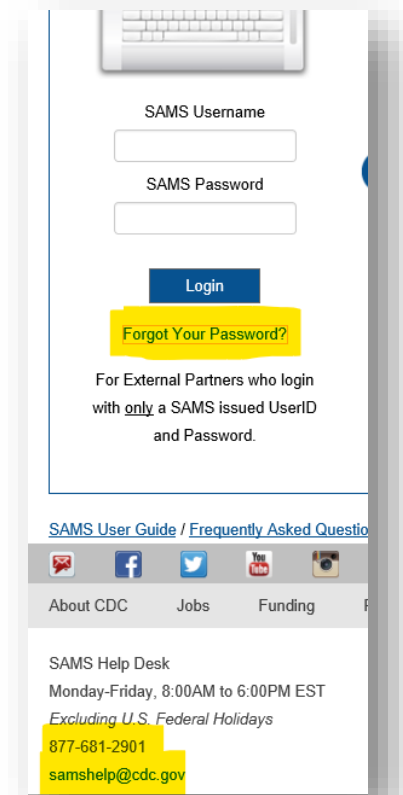 SAMS Username
SAMS Password
Login
Forgot Your Password?
For External Partners who login
with only a SAMS issued UserID
and Password.
SAMS User Guide / Frequently Asked Questio
You
Tube
About CDC Jobs Funding
SAMS Help Desk
Monday-Friday, 8:00AM to 6:00PM EST
Excluding U.S. Federal Holidays
877-681-2901
samshelp@cdc.gov